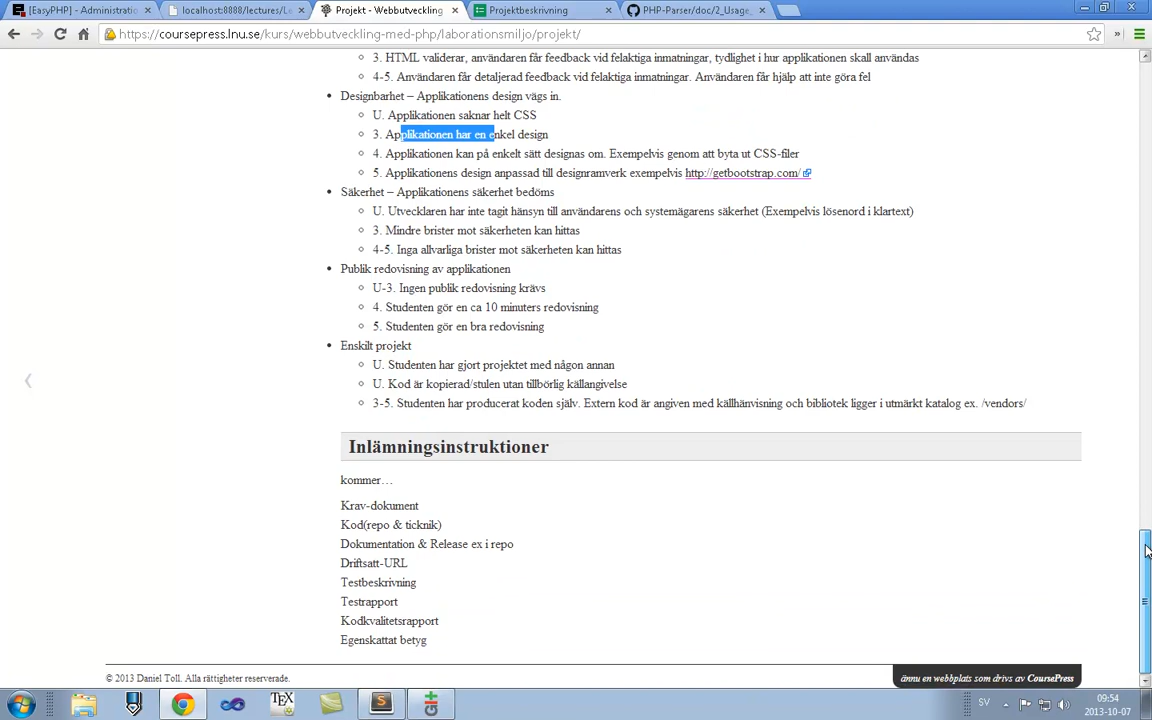 [EasyPHP] - Administratio
localhost:8888/lectures/Le
Projekt - Webbutveckling
Projektbeskrivning
PHP-Parser/doc/2_Usage_
https://coursepress.lnu.se/kurs/webbutveckling-med-php/laborationsmiljo/projekt/
3. HTML validerar, användaren får feedback vid felaktiga inmatningar, tydlighet i hur applikationen skall användas
4-5. Användaren får detaljerad feedback vid felaktiga inmatningar. Användaren får hjälp att inte göra fel
Designbarhet – Applikationens design vägs in.
U. Applikationen saknar helt CSS
3. Applikationen har en enkel design
4. Applikationen kan på enkelt sätt designas om. Exempelvis genom att byta ut CSS-filer
5. Applikationens design anpassad till designramverk exempelvis http://getbootstrap.com/
Säkerhet – Applikationens säkerhet bedöms
U. Utvecklaren har inte tagit hänsyn till användarens och systemägarens säkerhet (Exempelvis lösenord i klartext)
3. Mindre brister mot säkerheten kan hittas
4-5. Inga allvarliga brister mot säkerheten kan hittas
Publik redovisning av applikationen
U-3. Ingen publik redovisning krävs
4. Studenten gör en ca 10 minuters redovisning
5. Studenten gör en bra redovisning
Enskilt projekt
U. Studenten har gjort projektet med någon annan
U. Kod är kopierad/stulen utan tillbörlig källangivelse
3-5. Studenten har producerat koden själv. Extern kod är angiven med källhänvisning och bibliotek ligger i utmärkt katalog ex. /vendors/
Inlämningsinstruktioner
kommer…
Krav-dokument
Kod(repo & ticknik)
Dokumentation & Release ex i repo
Driftsatt-URL
Testbeskrivning
Testrapport
Kodkvalitetsrapport
Egenskattat betyg
© 2013 Daniel Toll. Alla rättigheter reserverade.
ännu en webbplats som drivs av CoursePress
TEX
SV
09:54
2013-10-07